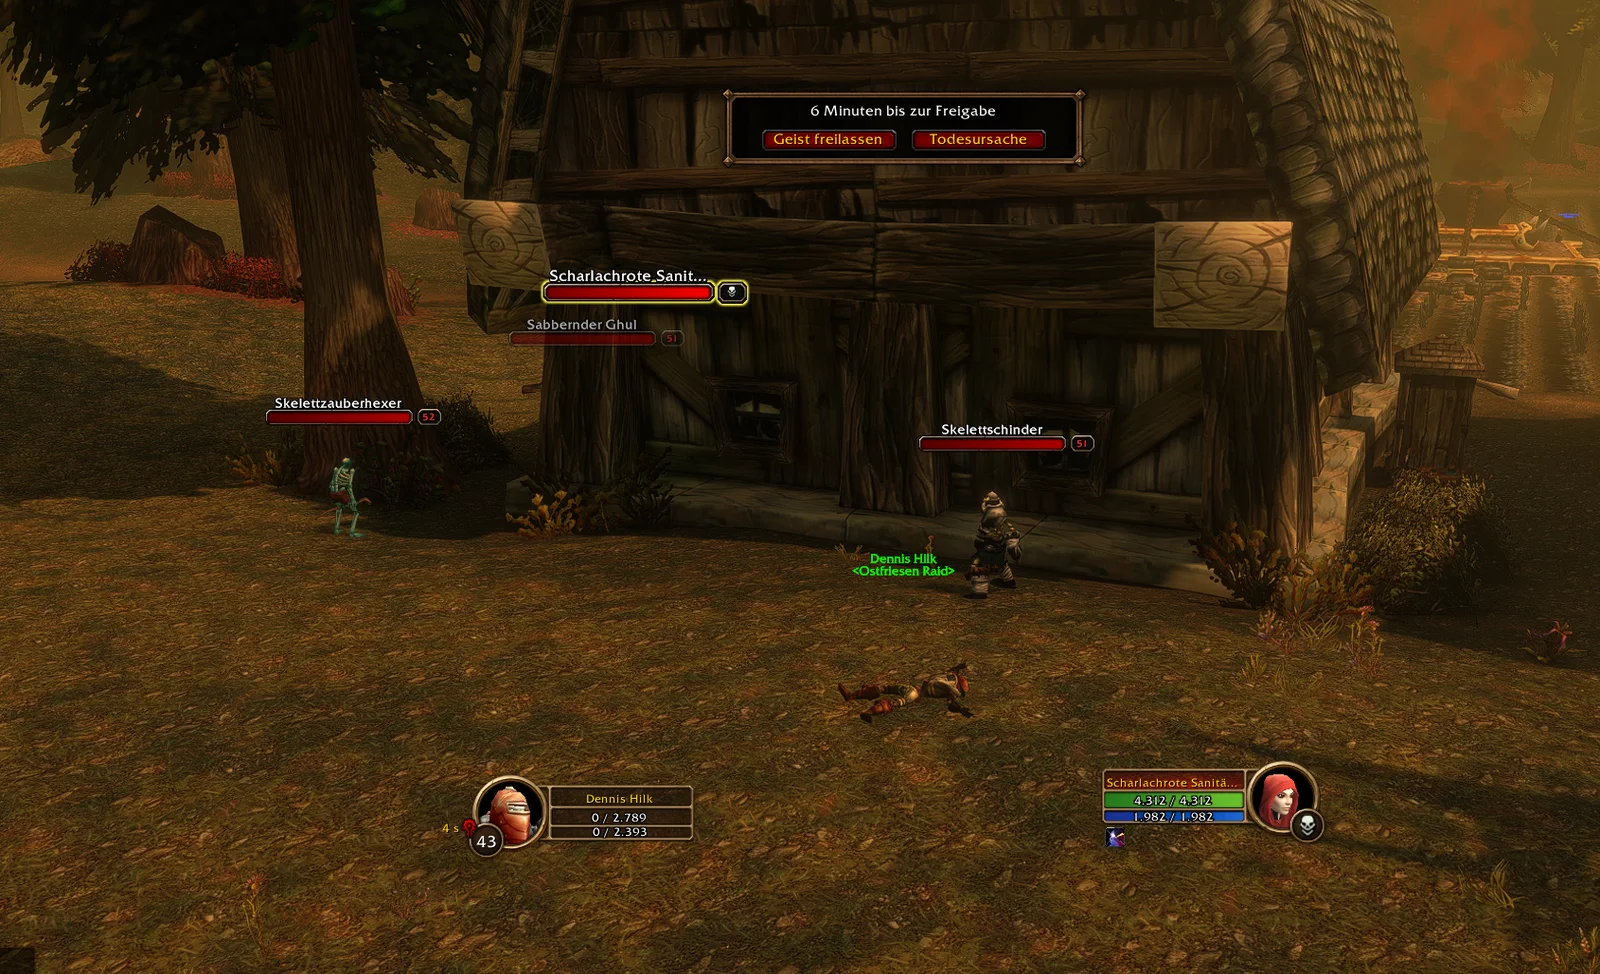 6 Minuten bis zur Freigabe
Geist freilassen
Todesursache
Scharlachrote Sanit...
Sabbernder Ghul
51
Skelettzauberhexer
52
Skelettschinder
51
Dennis Hilk
<Ostfriesen Raid>
Dennis Hilk
0 / 2.789
0 / 2.393
4 s
43
Scharlachrote Sanitä...
4.312 / 4.312
1.982 / 1.982